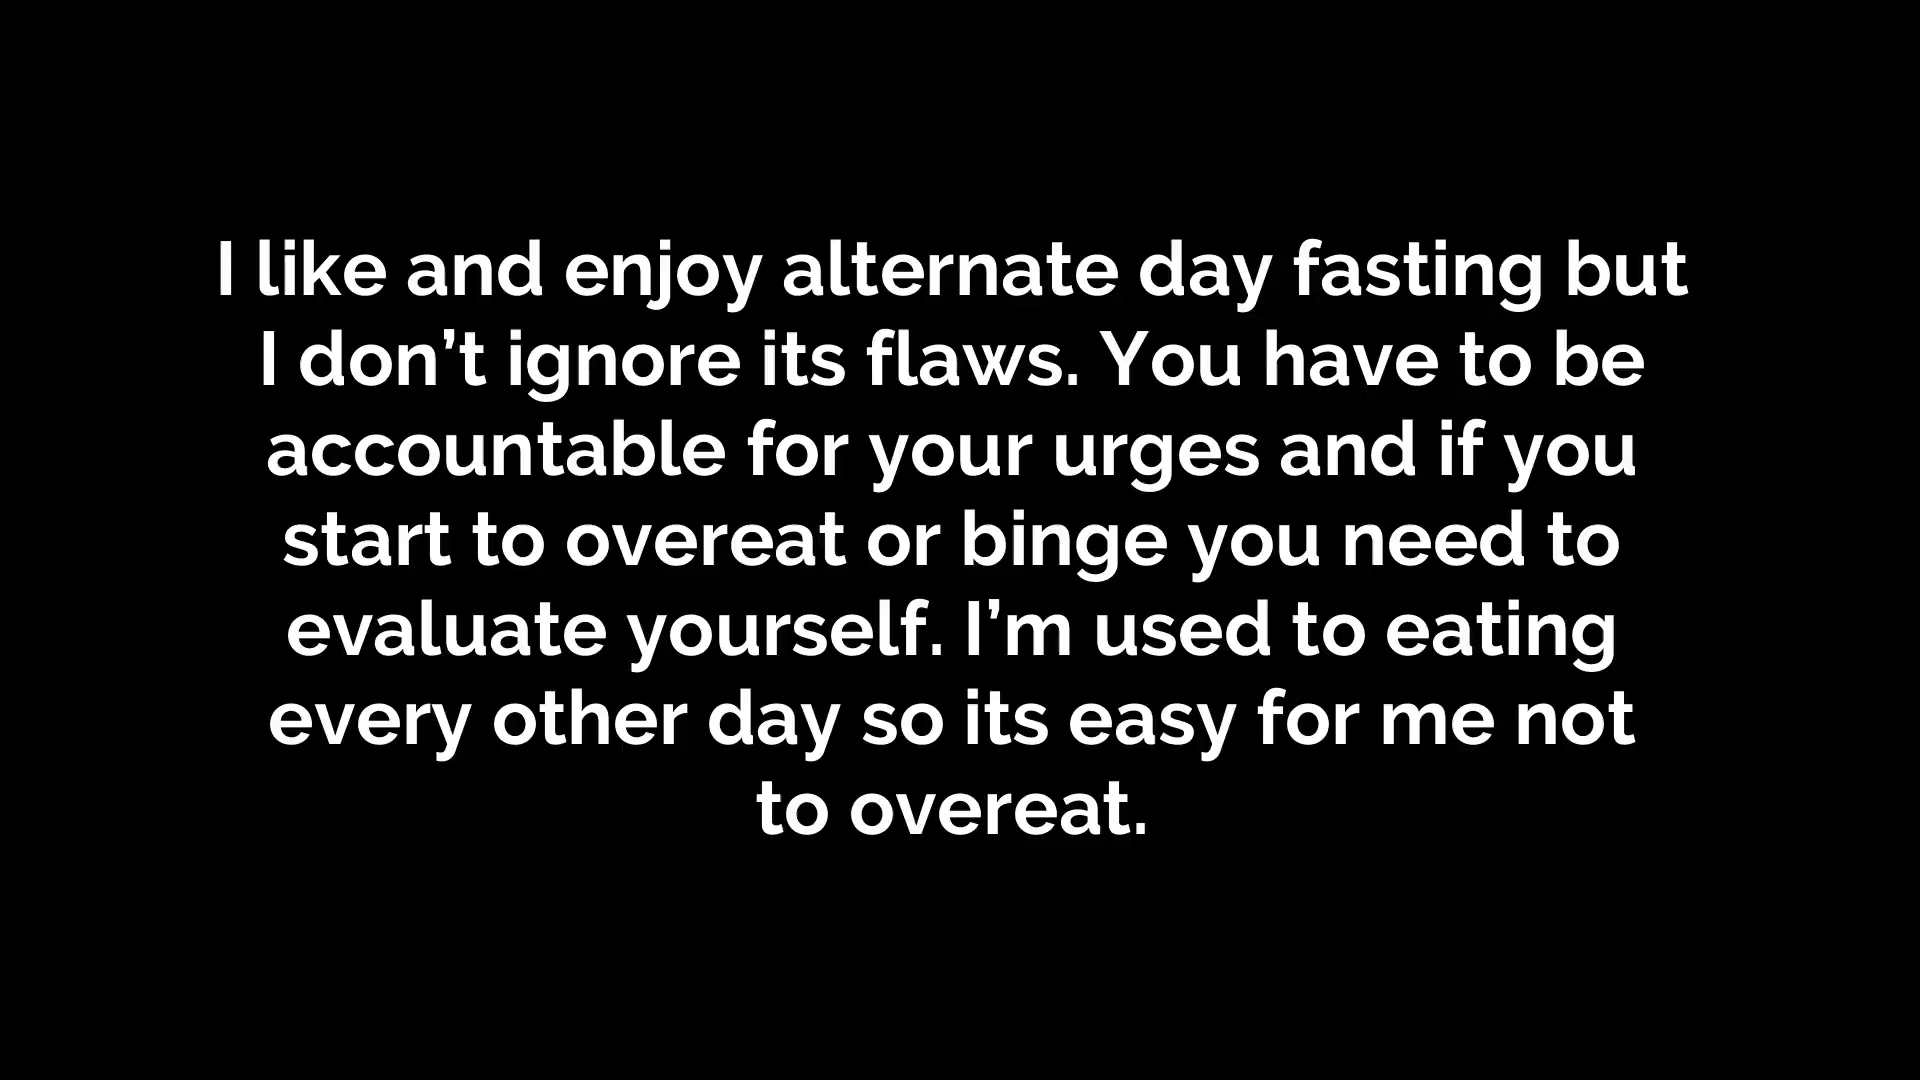 I like and enjoy alternate day fasting but
I don’t ignore its flaws. You have to be
accountable for your urges and if you
start to overeat or binge you need to
evaluate yourself. I’m used to eating
every other day so its easy for me not
to overeat.